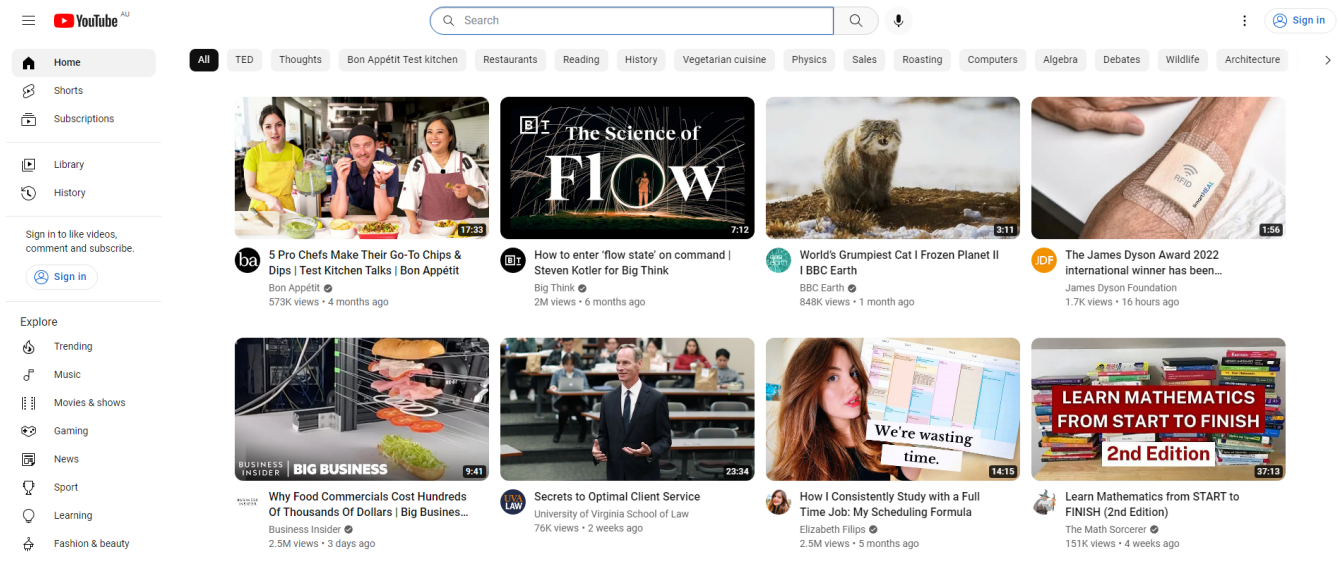 YouTube AU
Search
Sign in
Home
Shorts
Subscriptions
Library
History
Sign in to like videos,
comment and subscribe.
Sign in
Explore
Trending
Music
Movies & shows
Gaming
News
Sport
Learning
Fashion & beauty
All
TED
Thoughts
Bon Appétit Test kitchen
Restaurants
Reading
History
Vegetarian cuisine
Physics
Sales
Roasting
Computers
Algebra
Debates
Wildlife
Architecture
17:33
ba
5 Pro Chefs Make Their Go-To Chips &
Dips | Test Kitchen Talks | Bon Appétit
Bon Appétit
573K views • 4 months ago
BT
The Science of
Flow
7:12
BT
How to enter 'flow state' on command |
Steven Kotler for Big Think
Big Think
2M views • 6 months ago
3:11
World's Grumpiest Cat I Frozen Planet II
I BBC Earth
BBC Earth
848K views • 1 month ago
RFID
SmartHEAL
1:56
JDF
The James Dyson Award 2022
international winner has been...
James Dyson Foundation
1.7K views • 16 hours ago
BUSINESS
INSIDER
BIG BUSINESS
9:41
Why Food Commercials Cost Hundreds
Of Thousands Of Dollars | Big Busines...
Business Insider
2.5M views • 3 days ago
23:34
UVA
LAW
Secrets to Optimal Client Service
University of Virginia School of Law
76K views • 2 weeks ago
We're wasting
time.
14:15
How I Consistently Study with a Full
Time Job: My Scheduling Formula
Elizabeth Filips
2.5M views • 5 months ago
LEARN MATHEMATICS
FROM START TO FINISH
2nd Edition
37:13
Learn Mathematics from START to
FINISH (2nd Edition)
The Math Sorcerer
151K views • 4 weeks ago